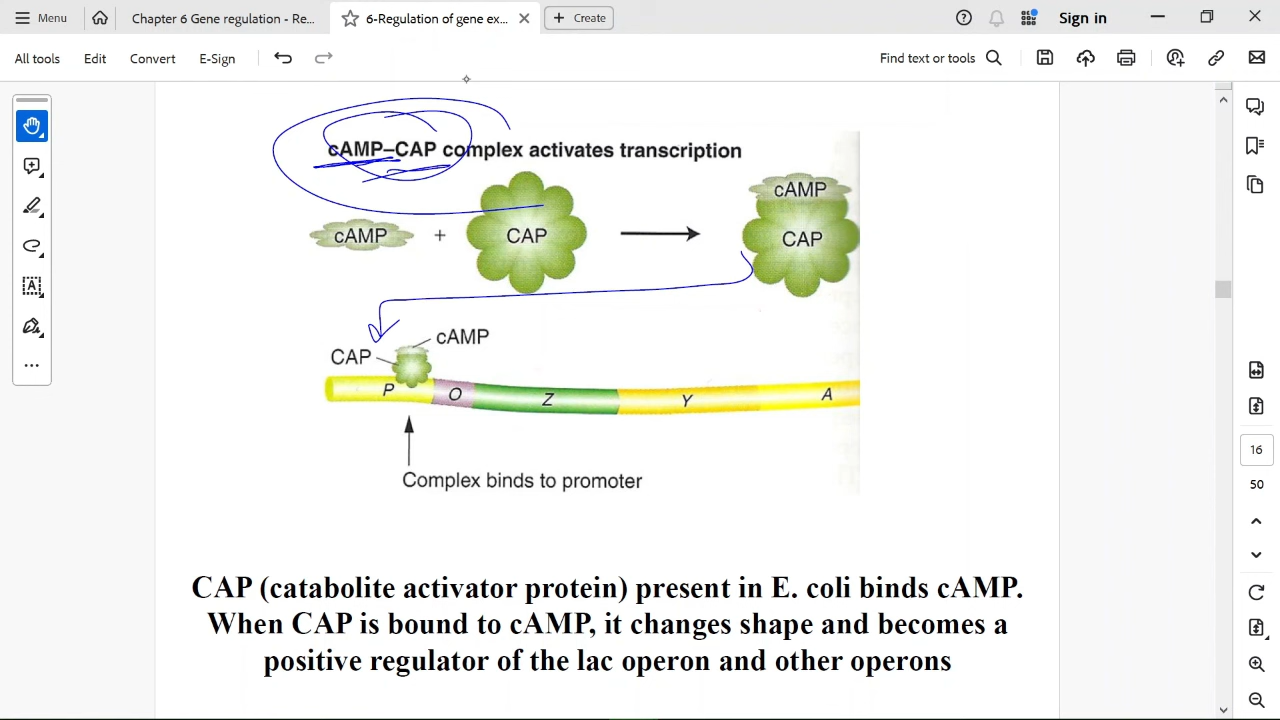 Menu
Chapter 6 Gene regulation - Re...
6-Regulation of gene ex...
Create
Sign in
All tools
Edit
Convert
E-Sign
Find text or tools
cAMP–CAP complex activates transcription
cAMP
+
CAP
cAMP
CAP
cAMP
CAP
P
O
Z
Y
A
Complex binds to promoter
CAP (catabolite activator protein) present in E. coli binds cAMP.
When CAP is bound to cAMP, it changes shape and becomes a
positive regulator of the lac operon and other operons
16
50